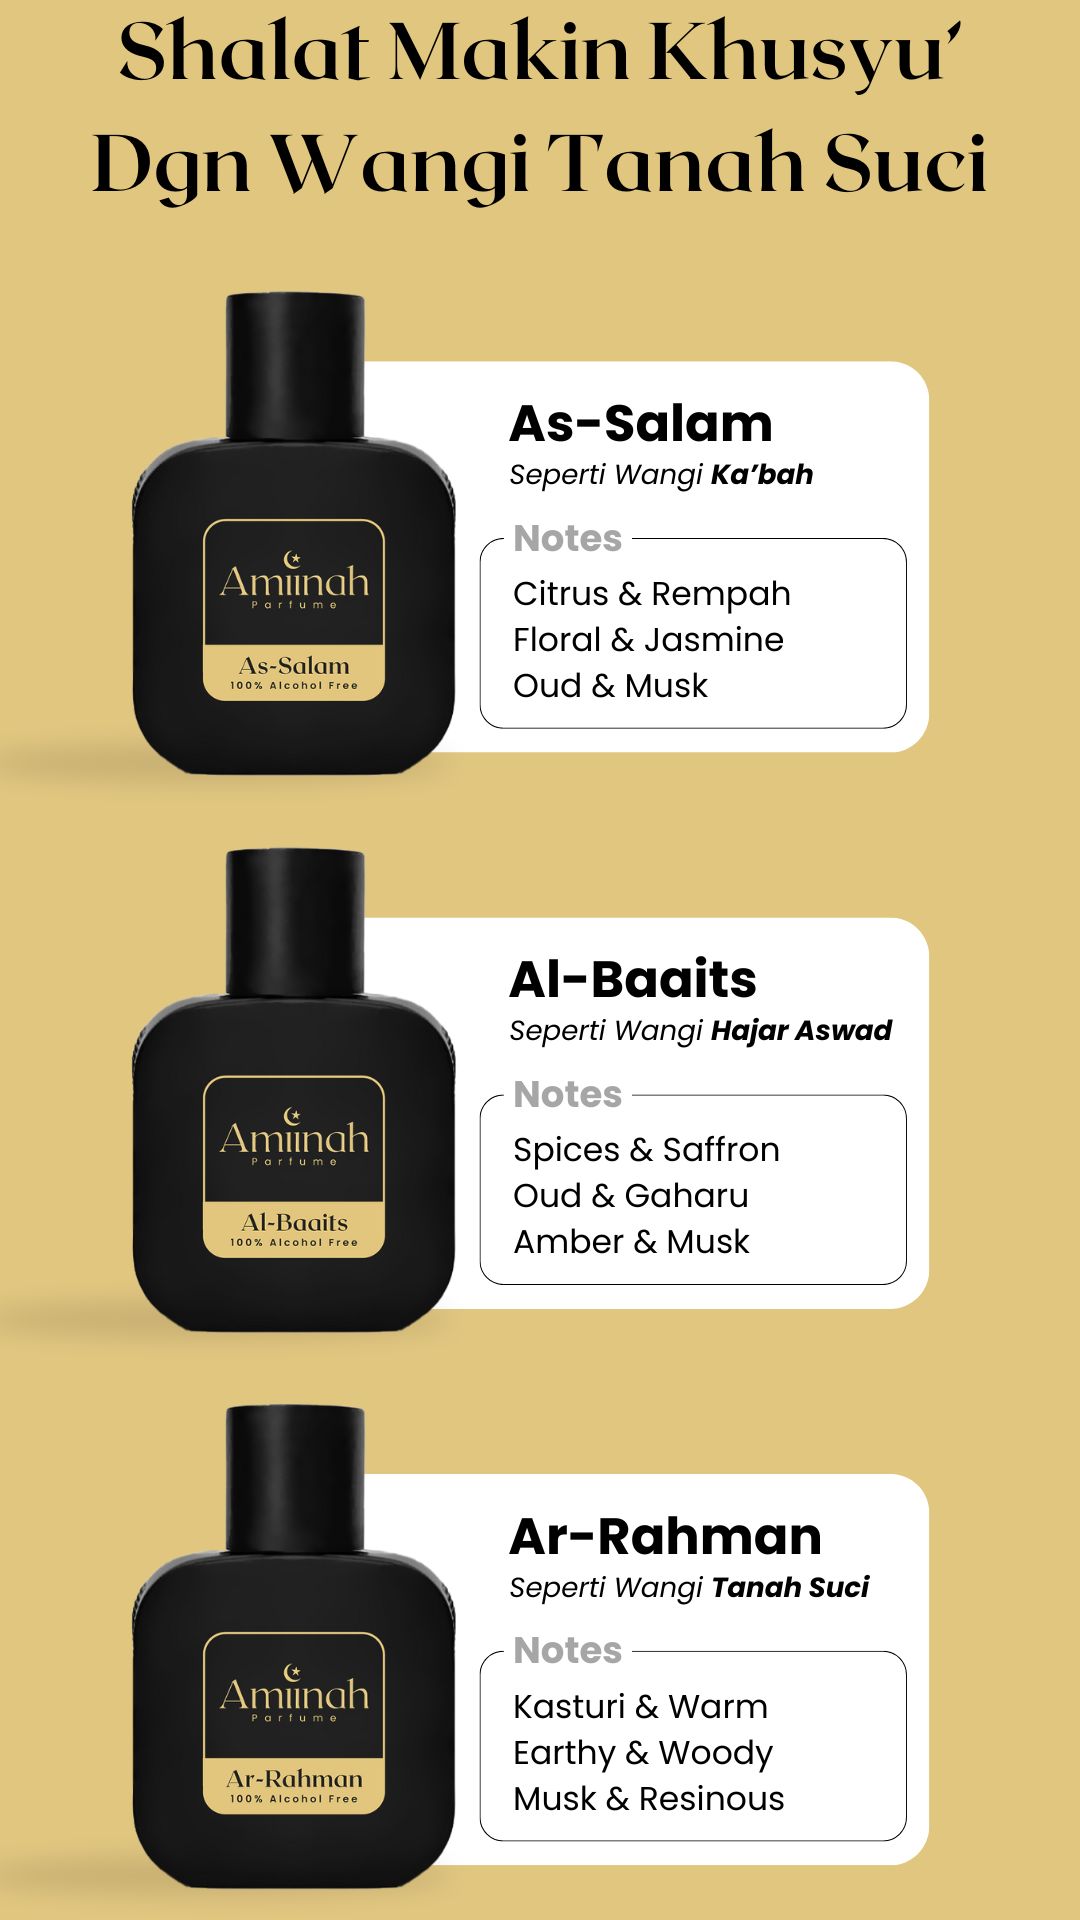 Shalat Makin Khusyu'
Dgn Wangi Tanah Suci
As-Salam
Seperti Wangi Ka'bah
Notes
Citrus & Rempah
Floral & Jasmine
Oud & Musk
Amiinah
Parfume
As-Salam
100% Alcohol Free
Al-Baaits
Seperti Wangi Hajar Aswad
Notes
Spices & Saffron
Oud & Gaharu
Amber & Musk
Amiinah
Parfume
Al-Baaits
100% Alcohol Free
Ar-Rahman
Seperti Wangi Tanah Suci
Notes
Kasturi & Warm
Earthy & Woody
Musk & Resinous
Amiinah
Parfume
Ar-Rahman
100% Alcohol Free